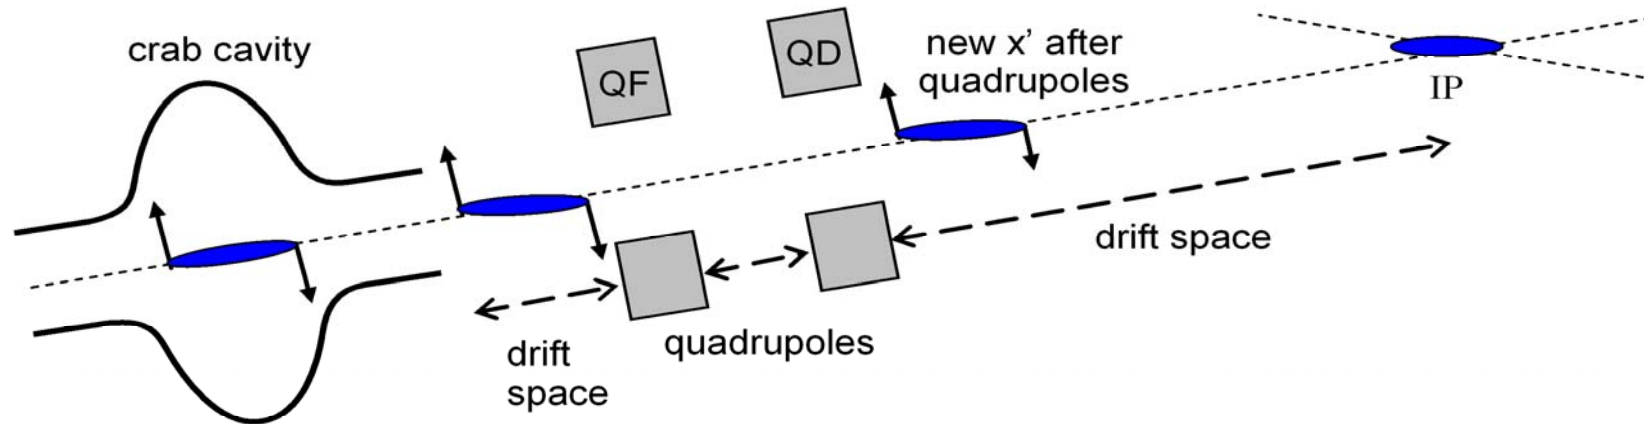 crab cavity
QF
QD
new x’ after
quadrupoles
IP
drift space
quadrupoles
drift
space